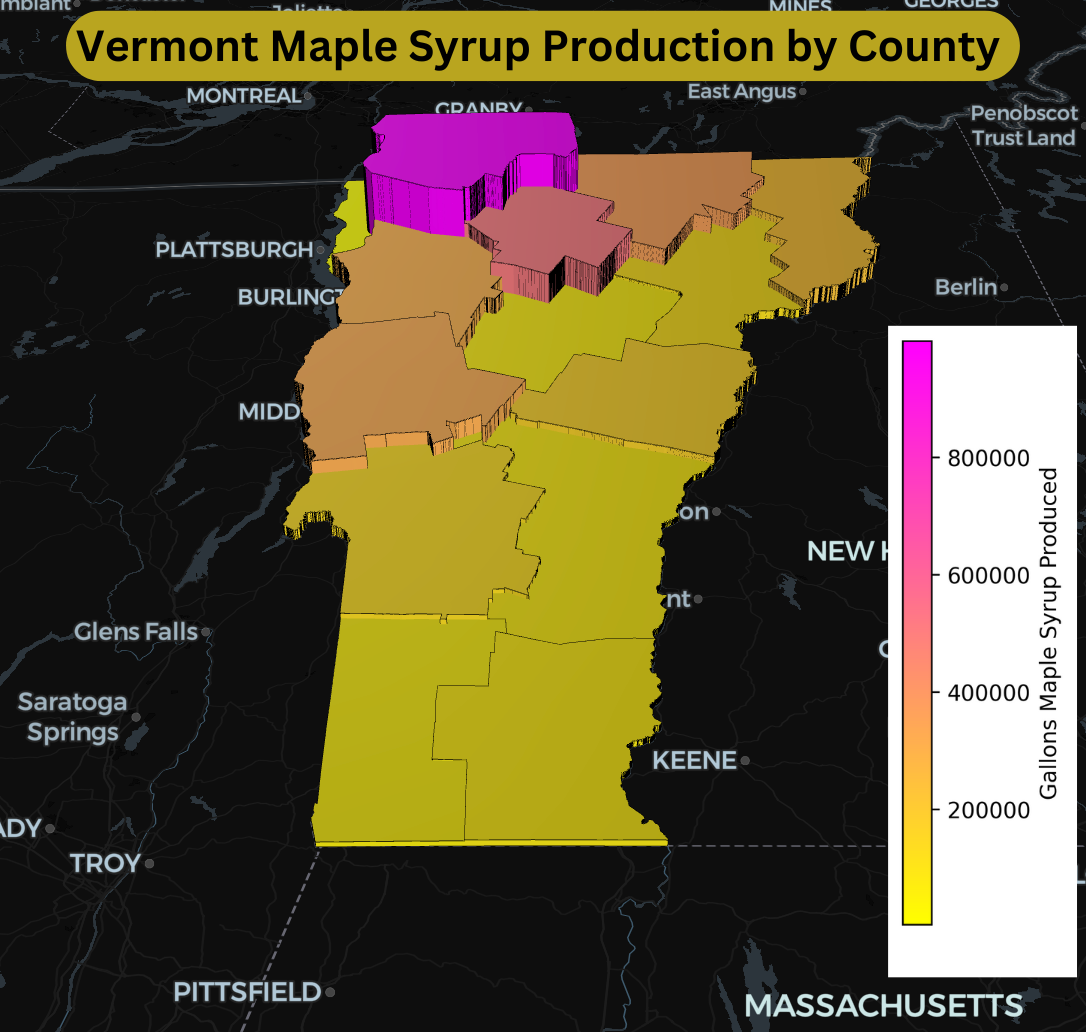 Vermont Maple Syrup Production by County
MINES
GEORGES
MONTREAL
GRANBY
East Angus
Penobscot
Trust Land
PLATTSBURGH
BURLINGT
Berlin
MIDD
800000
600000
400000
200000
Gallons Maple Syrup Produced
on
NEW H
nt
Glens Falls
Saratoga
Springs
KEENE
ADY
TROY
PITTSFIELD
MASSACHUSETTS